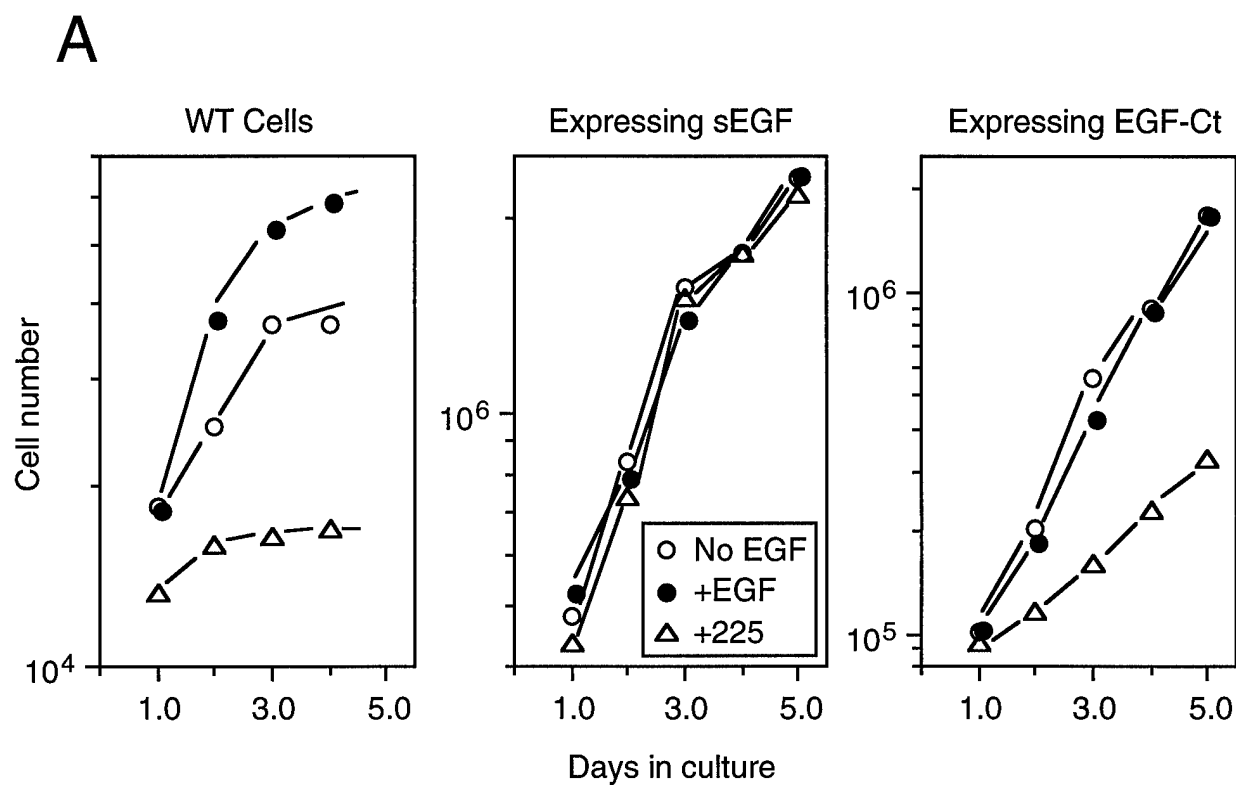 A
WT Cells
Expressing sEGF
Expressing EGF-Ct
Cell number
10⁴
10⁶
10⁶
10⁵
No EGF
+EGF
+225
1.0 3.0 5.0
1.0 3.0 5.0
1.0 3.0 5.0
Days in culture